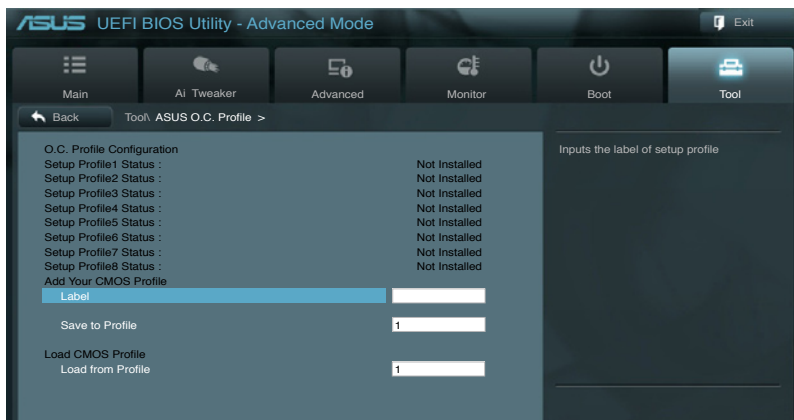 ASUS UEFI BIOS Utility - Advanced Mode
Exit
Main
Ai Tweaker
Advanced
Monitor
Boot
Tool
Back
Tool\ ASUS O.C. Profile >
O.C. Profile Configuration
Setup Profile1 Status : Not Installed
Setup Profile2 Status : Not Installed
Setup Profile3 Status : Not Installed
Setup Profile4 Status : Not Installed
Setup Profile5 Status : Not Installed
Setup Profile6 Status : Not Installed
Setup Profile7 Status : Not Installed
Setup Profile8 Status : Not Installed
Add Your CMOS Profile
Label
Save to Profile 1
Load CMOS Profile
Load from Profile 1
Inputs the label of setup profile